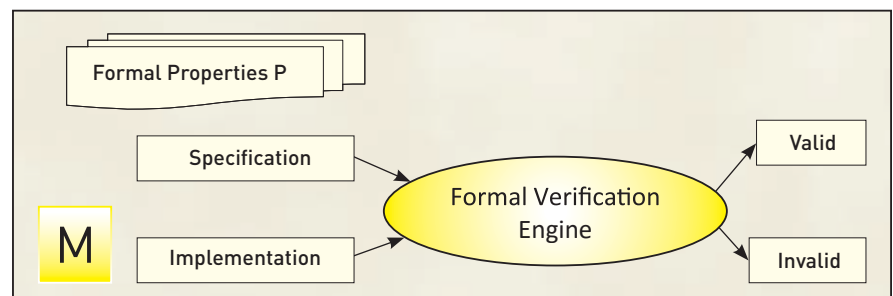 Formal Properties P
Specification
Valid
Formal Verification
Engine
M
Implementation
Invalid